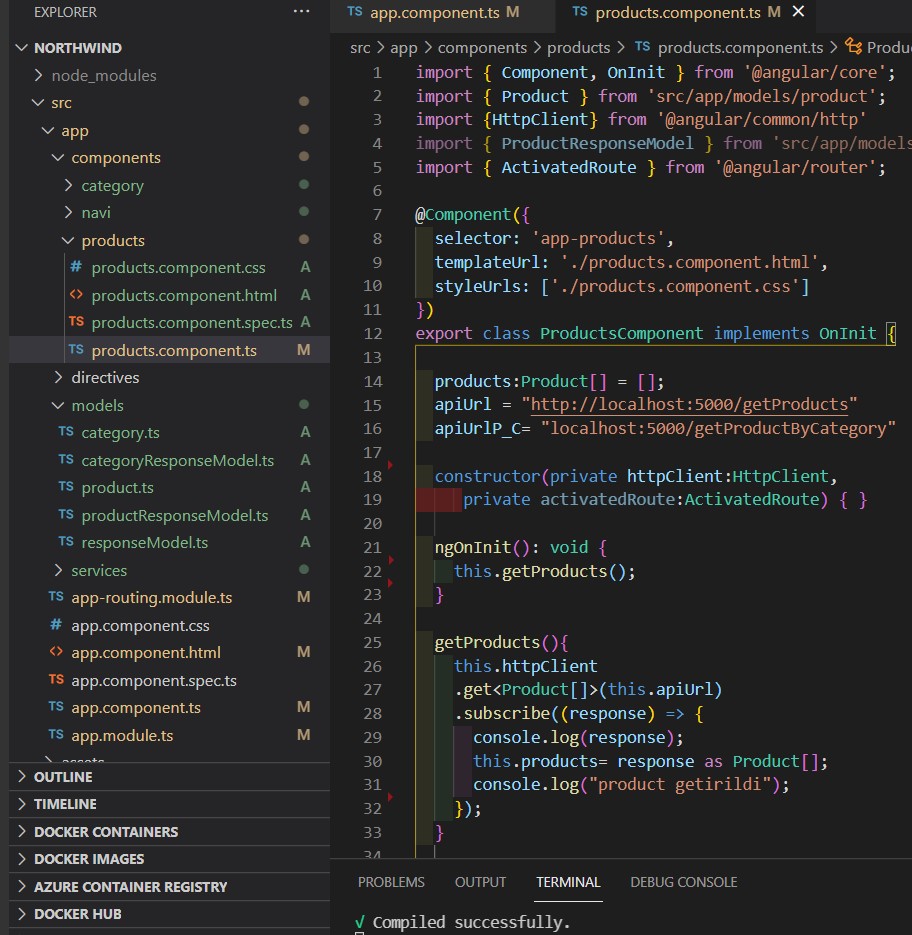 EXPLORER
...
NORTHWIND
node_modules
src
app
components
category
navi
products
# products.component.css A
<> products.component.html A
TS products.component.spec.ts A
TS products.component.ts M
directives
models
TS category.ts A
TS categoryResponseModel.ts A
TS product.ts A
TS productResponseModel.ts A
TS responseModel.ts A
services
TS app-routing.module.ts M
# app.component.css
<> app.component.html M
TS app.component.spec.ts
TS app.component.ts M
TS app.module.ts M
assets
OUTLINE
TIMELINE
DOCKER CONTAINERS
DOCKER IMAGES
AZURE CONTAINER REGISTRY
DOCKER HUB
TS app.component.ts M
TS products.component.ts M ×
src > app > components > products > TS products.component.ts > Produ
1 import { Component, OnInit } from '@angular/core';
2 import { Product } from 'src/app/models/product';
3 import {HttpClient} from '@angular/common/http'
4 import { ProductResponseModel } from 'src/app/models
5 import { ActivatedRoute } from '@angular/router';
6
7 @Component({
8 selector: 'app-products',
9 templateUrl: './products.component.html',
10 styleUrls: ['./products.component.css']
11 })
12 export class ProductsComponent implements OnInit {
13
14 products:Product[] = [];
15 apiUrl = "http://localhost:5000/getProducts"
16 apiUrlP_C= "localhost:5000/getProductByCategory"
17
18 constructor(private httpClient:HttpClient,
19 private activatedRoute:ActivatedRoute) { }
20
21 ngOnInit(): void {
22 this.getProducts();
23 }
24
25 getProducts(){
26 this.httpClient
27 .get<Product[]>(this.apiUrl)
28 .subscribe((response) => {
29 console.log(response);
30 this.products= response as Product[];
31 console.log("product getirildi");
32 });
33 }
34
PROBLEMS OUTPUT TERMINAL DEBUG CONSOLE
√ Compiled successfully.